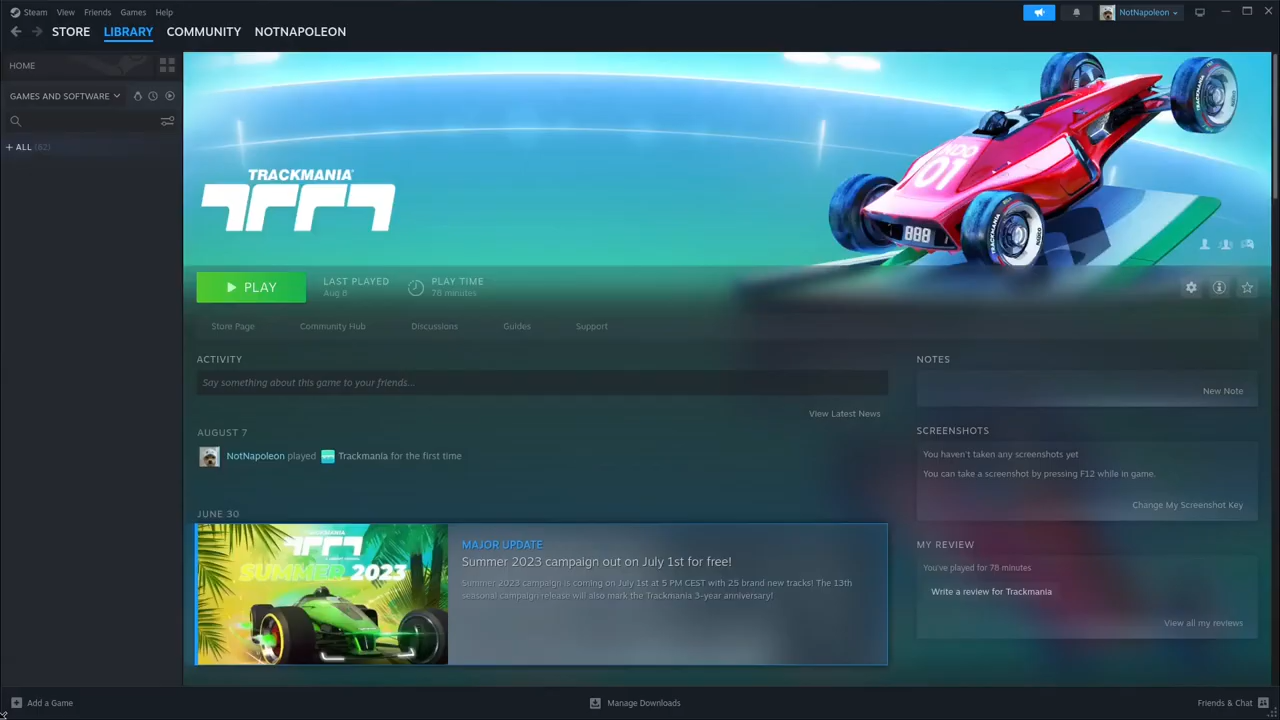 Steam View Friends Games Help
NotNapoleon
STORE LIBRARY COMMUNITY NOTNAPOLEON
HOME
GAMES AND SOFTWARE
+ ALL (82)
TRACKMANIA
INDO
01
888
PLAY
LAST PLAYED
Aug 6
PLAY TIME
78 minutes
Store Page Community Hub Discussions Guides Support
ACTIVITY
Say something about this game to your friends...
View Latest News
AUGUST 7
NotNapoleon played Trackmania for the first time
JUNE 30
TRACKMANIA
SUMMER 2023
MAJOR UPDATE
Summer 2023 campaign out on July 1st for free!
Summer 2023 campaign is coming on July 1st at 5 PM CEST with 25 brand new tracks! The 13th
seasonal campaign release will also mark the Trackmania 3-year anniversary!
NOTES
New Note
SCREENSHOTS
You haven't taken any screenshots yet
You can take a screenshot by pressing F12 while in game.
Change My Screenshot Key
MY REVIEW
You've played for 78 minutes
Write a review for Trackmania
View all my reviews
Add a Game
Manage Downloads
Friends & Chat